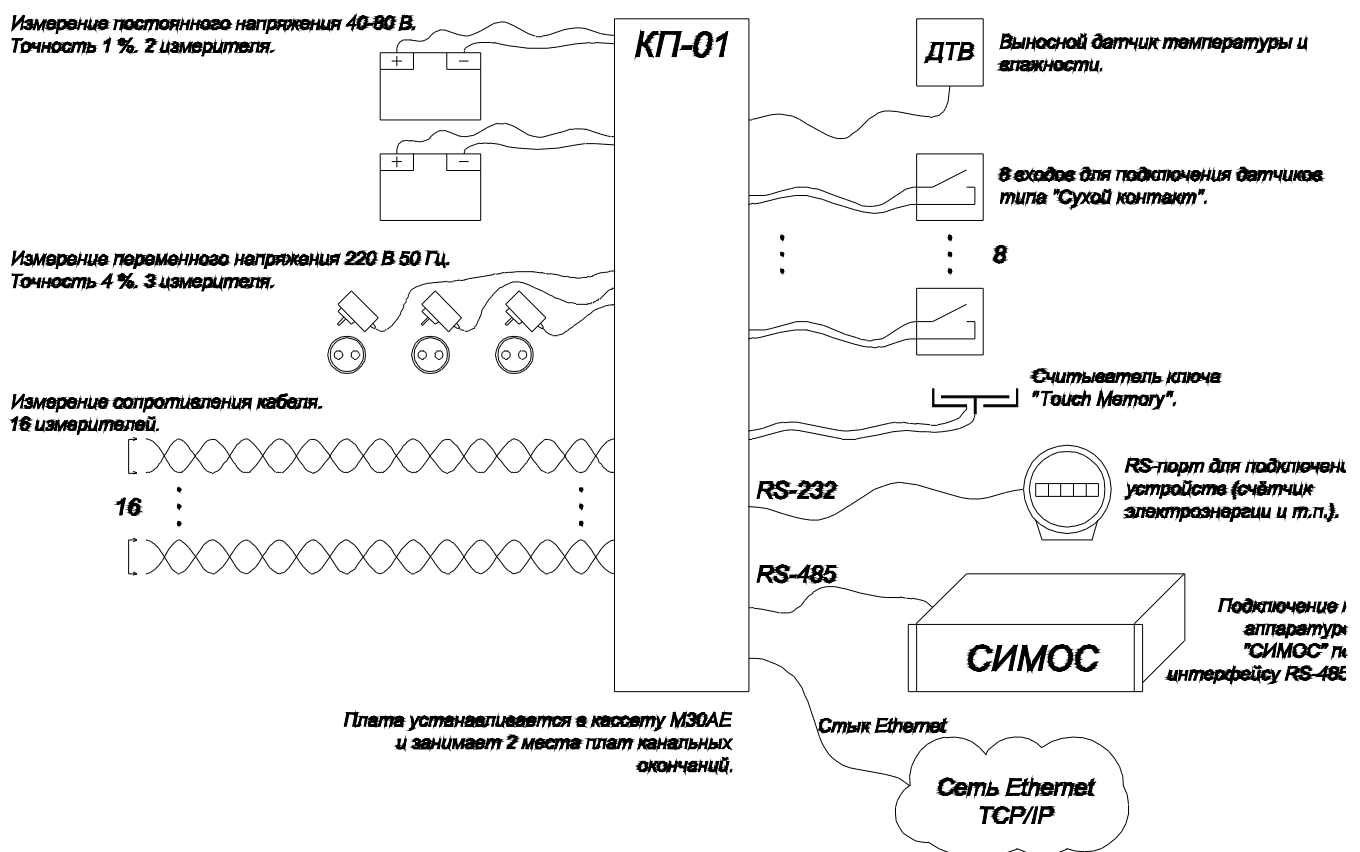 Измерение постоянного напряжения 40-80 В.
Точность 1 %. 2 измерителя.
+ −
+ −
Измерение переменного напряжения 220 В 50 Гц.
Точность 4 %. 3 измерителя.
Измерение сопротивления кабеля.
16 измерителей.
16
КП-01
Плата устанавливается в кассету М30АЕ
и занимает 2 места плат канальных
окончаний.
ДТВ
Выносной датчик температуры и
влажности.
8 входов для подключения датчиков
типа "Сухой контакт".
8
Считыватель ключа
"Touch Memory".
RS-232
RS-порт для подключени
устройств (счётчик
электроэнергии и т.п.).
RS-485
СИМОС
Подключение к
аппаратуре
"СИМОС" по
интерфейсу RS-485
Стык Ethernet
Сеть Ethernet
TCP/IP